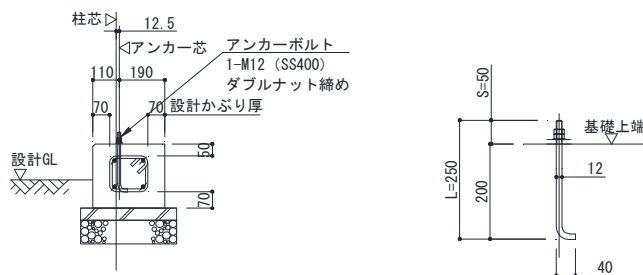 柱芯
12.5
アンカー芯
アンカーボルト
1-M12 (SS400)
ダブルナット締め
110
190
70
70
設計かぶり厚
50
設計GL
70
S=50
基礎上端
L=250
200
12
40